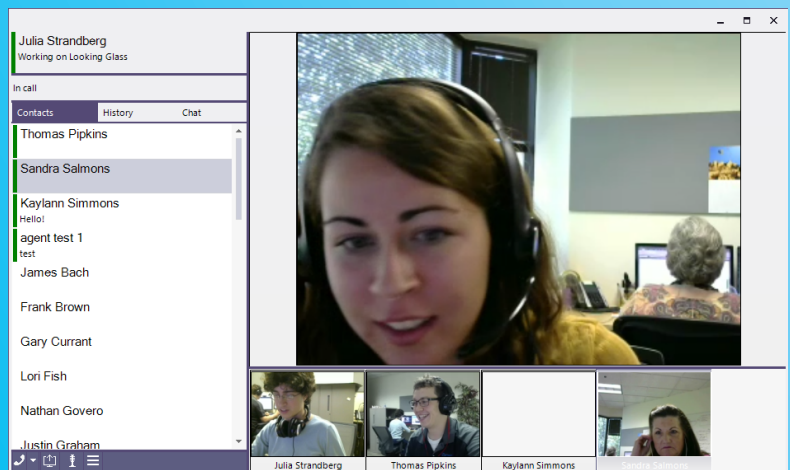 Julia Strandberg
Working on Looking Glass
In call
Contacts History Chat
Thomas Pipkins
Sandra Salmons
Kaylann Simmons
Hello!
agent test 1
test
James Bach
Frank Brown
Gary Currant
Lori Fish
Nathan Govero
Justin Graham
Julia Strandberg Thomas Pipkins Kaylann Simmons Sandra Salmons